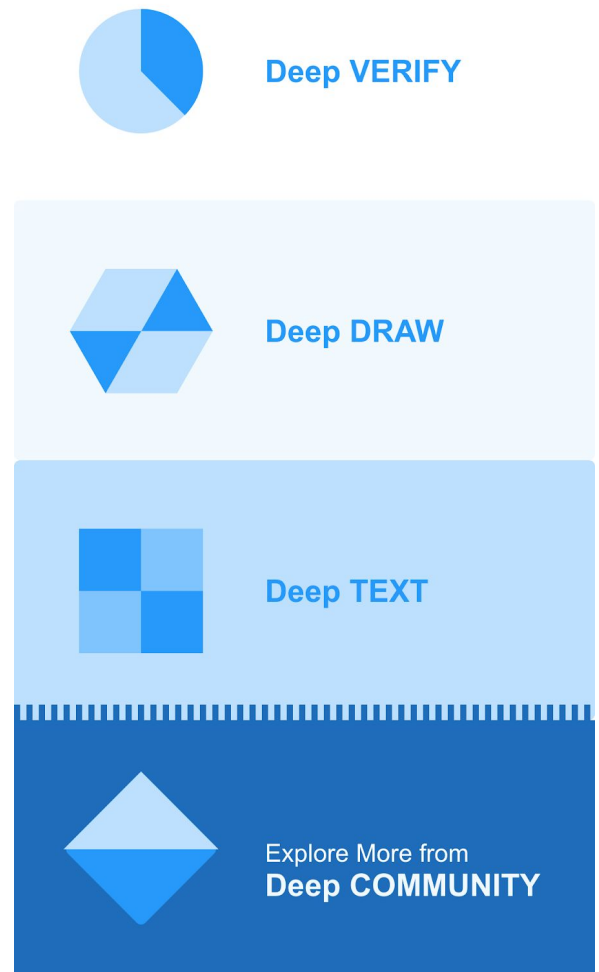 Deep VERIFY
Deep DRAW
Deep TEXT
Explore More from
Deep COMMUNITY